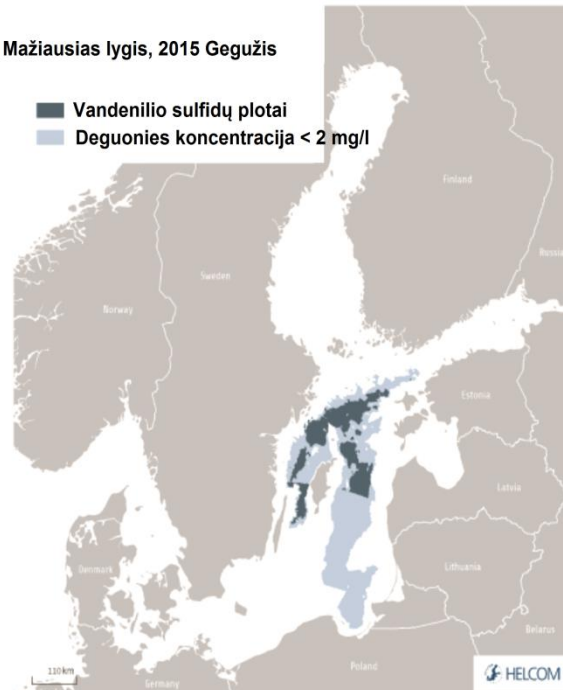 Mažiausias lygis, 2015 Gegužis
Vandenilio sulfidų plotai
Deguonies koncentracija < 2 mg/l
Finland
Russia
Sweden
Norway
Estonia
Latvia
Denmark
Lithuania
Belarus
Poland
Germany
110 km
HELCOM